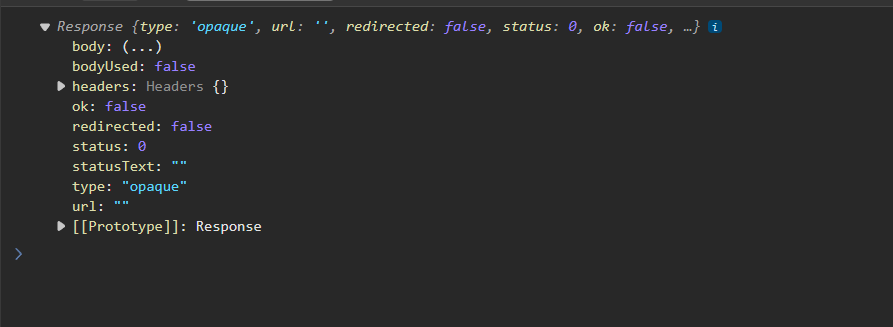 Response {type: 'opaque', url: '', redirected: false, status: 0, ok: false, …} i
body: (...)
bodyUsed: false
headers: Headers {}
ok: false
redirected: false
status: 0
statusText: ""
type: "opaque"
url: ""
[[Prototype]]: Response